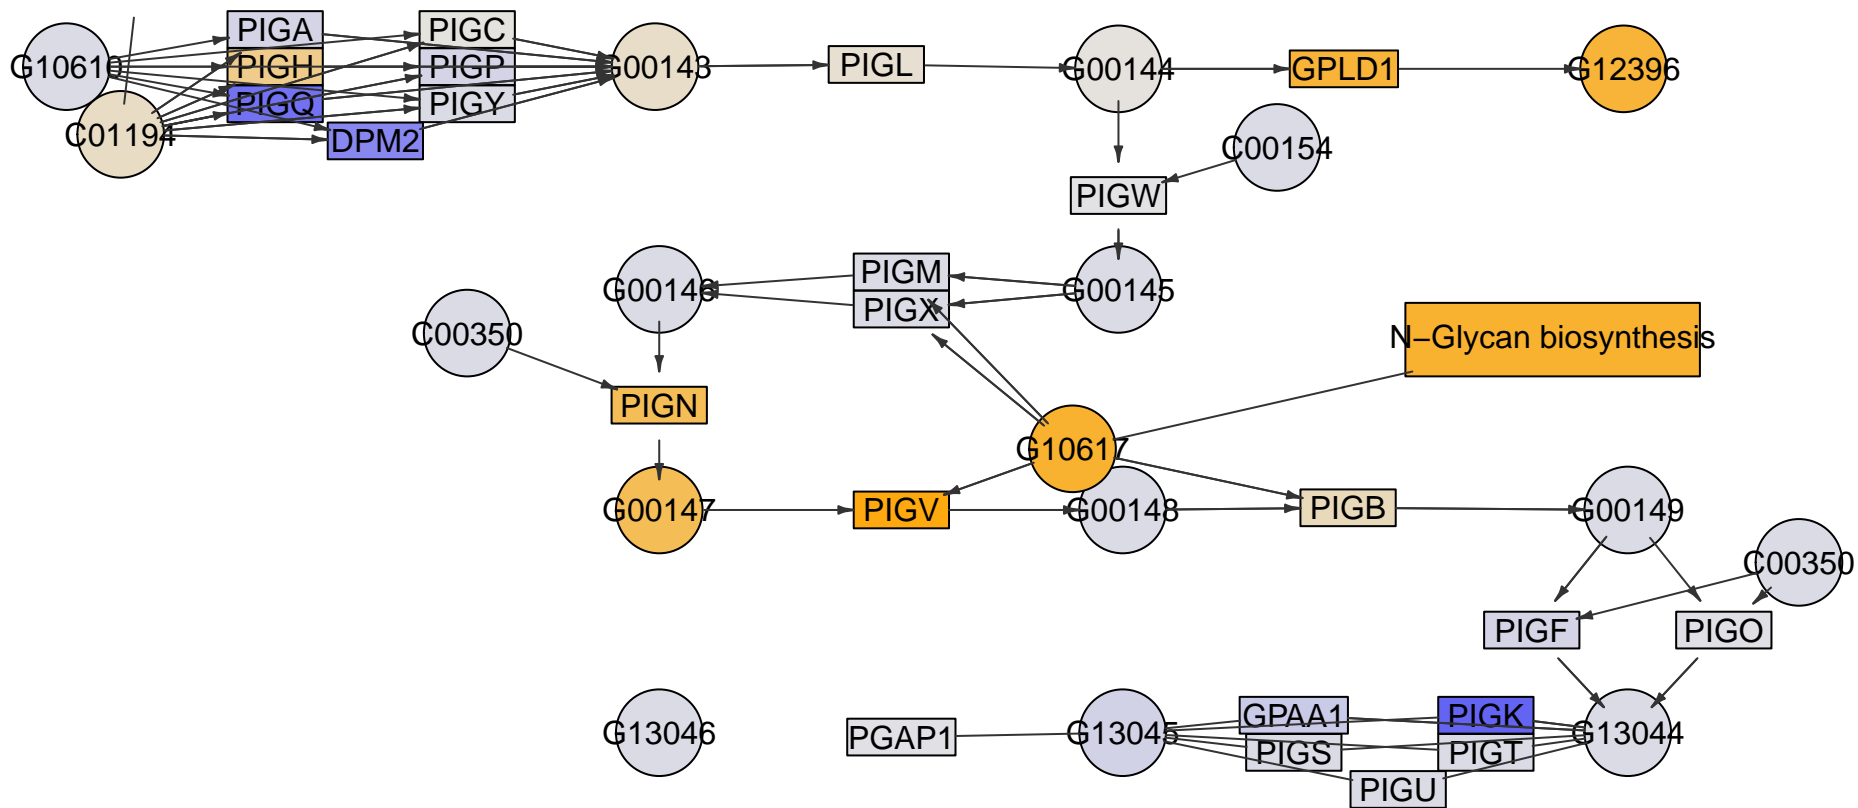 PIGA
PIGC
G10610
PIGH
PIGP
G00143
PIGL
G00144
GPLD1
G12396
PIGQ
PIGY
C01194
DPM2
C00154
PIGW
PIGM
G00146
G00145
PIGX
C00350
N−Glycan biosynthesis
PIGN
G10617
G00147
PIGV
G00148
PIGB
G00149
C00350
PIGF
PIGO
GPAA1
PIGK
G13046
PGAP1
G13045
G13044
PIGS
PIGT
PIGU